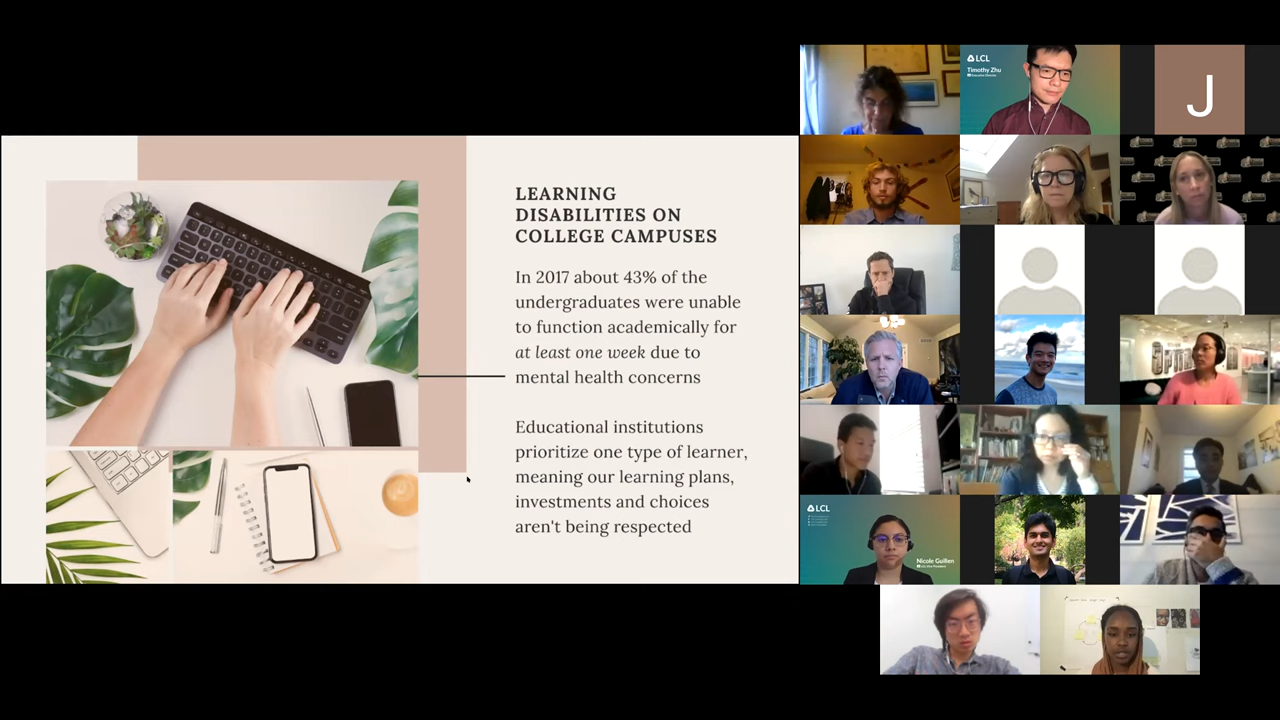 LEARNING
DISABILITIES ON
COLLEGE CAMPUSES
In 2017 about 43% of the
undergraduates were unable
to function academically for
at least one week due to
mental health concerns
Educational institutions
prioritize one type of learner,
meaning our learning plans,
investments and choices
aren't being respected
LCL
Timothy Zhu
Executive Director
J
LCL
Nicole Guillen